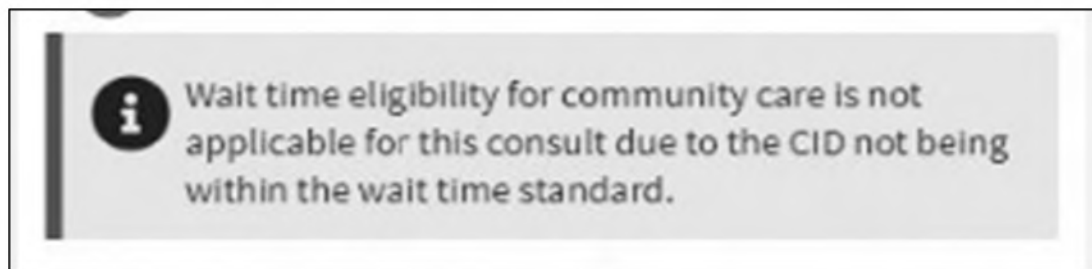 Wait time eligibility for community care is not
applicable for this consult due to the CID not being
within the wait time standard.